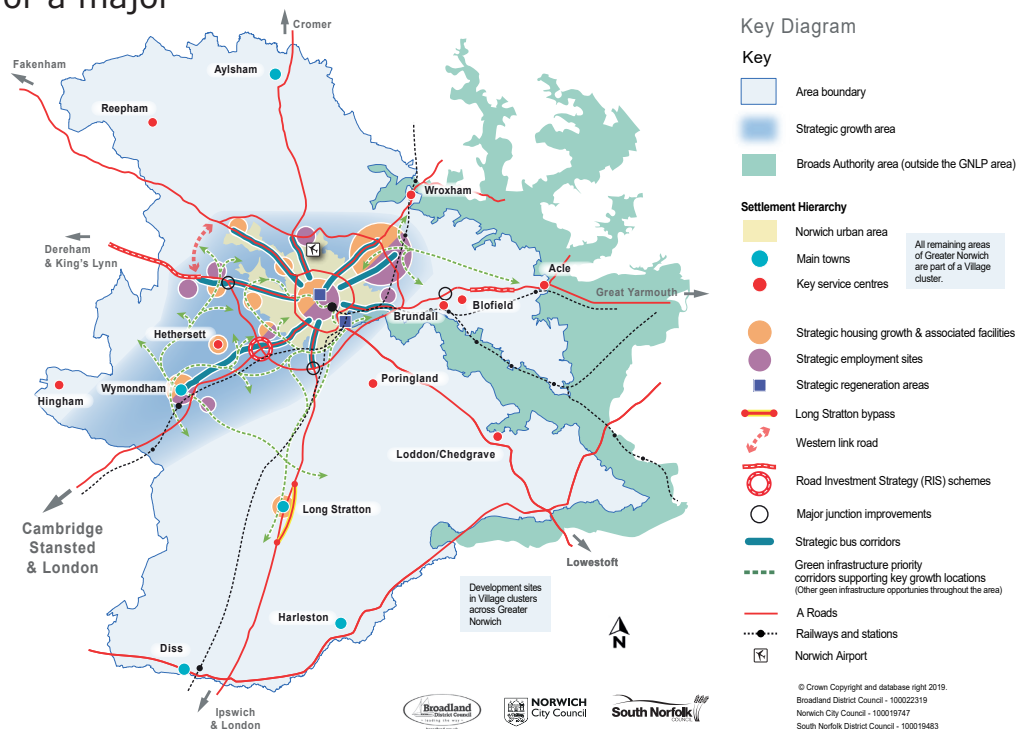 or a major
Cromer
Fakenham
Aylsham
Reepham
Wroxham
Dereham
& King's Lynn
Acle
Great Yarmouth
Blofield
Brundall
Hethersett
Wymondham
Hingham
Poringland
Loddon/Chedgrave
Long Stratton
Cambridge
Stansted
& London
Lowestoft
Harleston
Diss
Ipswich
& London
Development sites
in Village clusters
across Greater
Norwich
N
Key Diagram
Key
Area boundary
Strategic growth area
Broads Authority area (outside the GNLP area)
Settlement Hierarchy
Norwich urban area
Main towns
Key service centres
All remaining areas
of Greater Norwich
are part of a Village
cluster.
Strategic housing growth & associated facilities
Strategic employment sites
Strategic regeneration areas
Long Stratton bypass
Western link road
Road Investment Strategy (RIS) schemes
Major junction improvements
Strategic bus corridors
Green infrastructure priority
corridors supporting key growth locations
(Other geen infrastructure opportunies throughout the area)
A Roads
Railways and stations
Norwich Airport
© Crown Copyright and database right 2019.
Broadland District Council - 100022319
Norwich City Council - 100019747
South Norfolk District Council - 100019483
Broadland
District Council
NORWICH
City Council
South Norfolk
COUNCIL